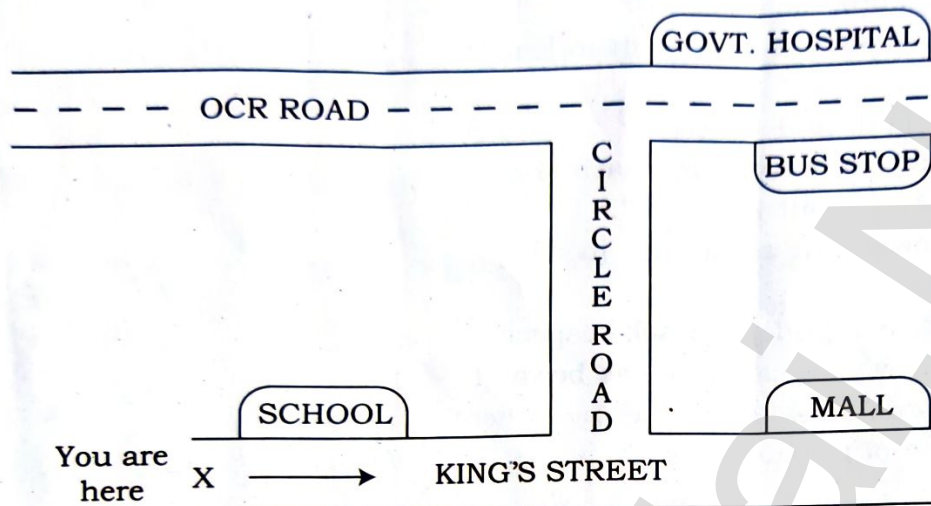 GOVT. HOSPITAL
OCR ROAD
BUS STOP
CIRCLE ROAD
SCHOOL
MALL
You are
here
X
KING'S STREET